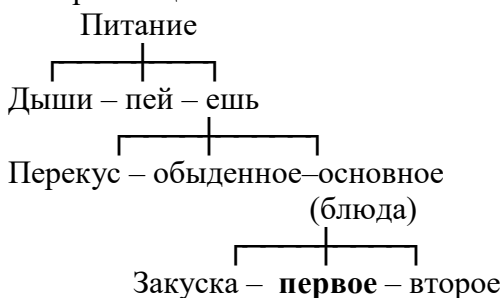 Питание
Дыши – пей – ешь
Перекус – обыденное–основное
(блюда)
Закуска – первое – второе